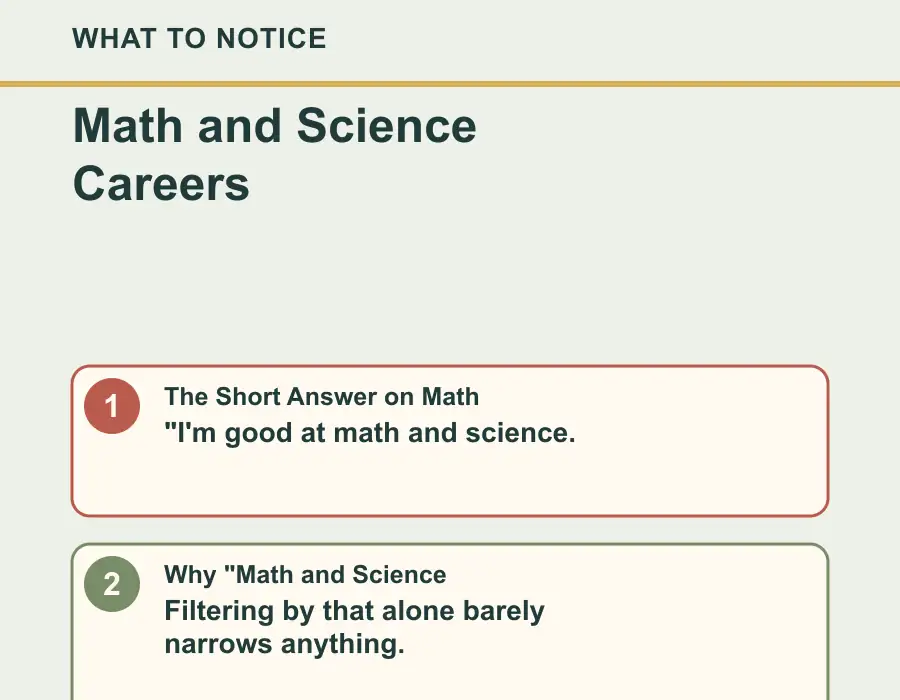 WHAT TO NOTICE
Math and Science
Careers
1
The Short Answer on Math
"I'm good at math and science.
2
Why "Math and Science
Filtering by that alone barely
narrows anything.